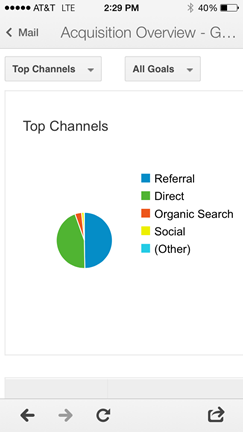 AT&T LTE 2:29 PM 40%
Mail Acquisition Overview - G...
Top Channels All Goals
Top Channels
Referral
Direct
Organic Search
Social
(Other)